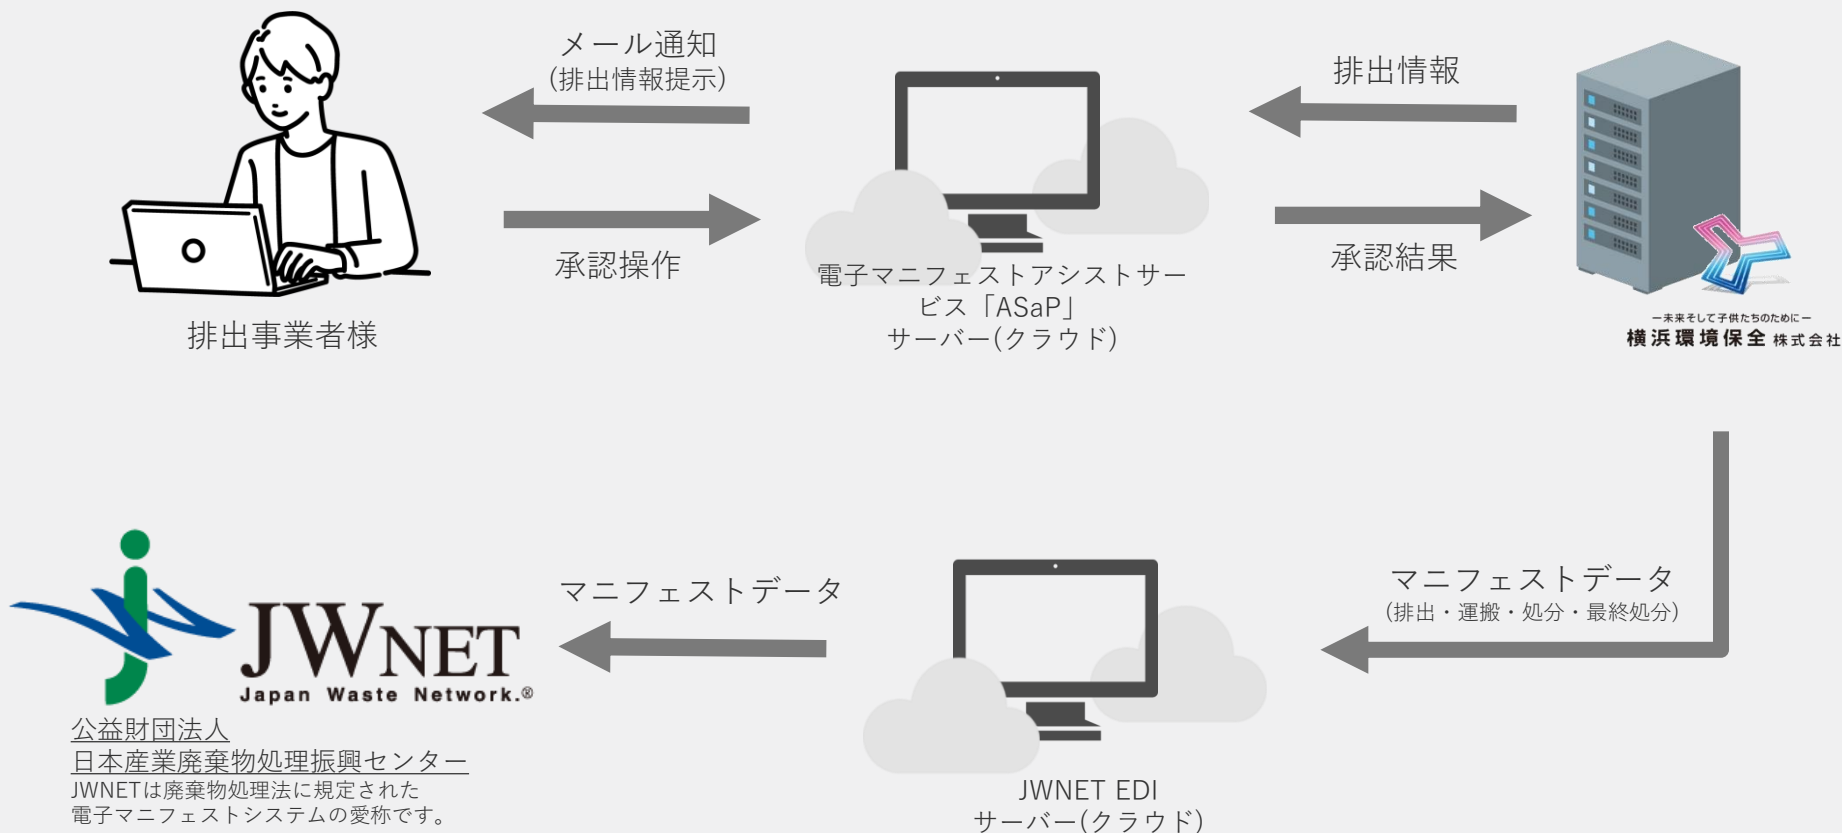 メール通知
(排出情報提示)
排出情報
承認操作
承認結果
電子マニフェストアシストサー
ビス「ASaP」
サーバー(クラウド)
排出事業者様
ー未来そして子供たちのためにー
横浜環境保全株式会社
マニフェストデータ
マニフェストデータ
(排出・運搬・処分・最終処分)
JWNET
Japan Waste Network.®
公益財団法人
日本産業廃棄物処理振興センター
JWNETは廃棄物処理法に規定された
電子マニフェストシステムの愛称です。
JWNET EDI
サーバー(クラウド)